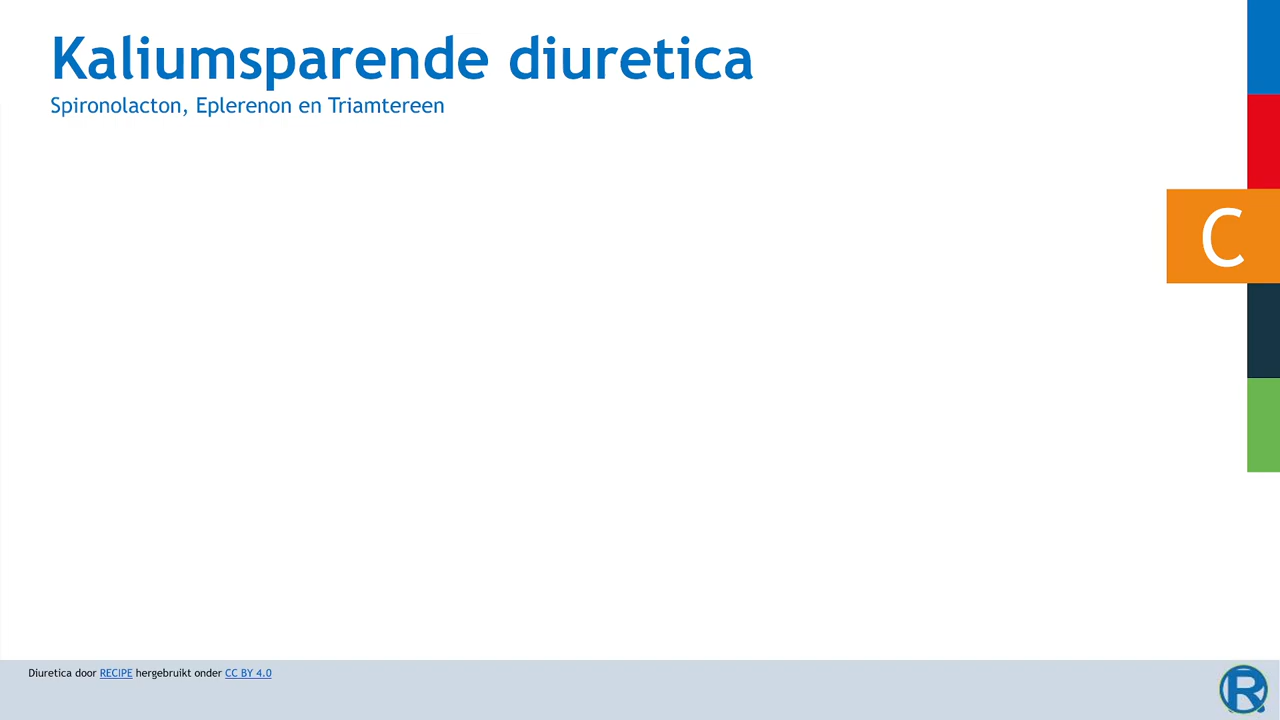 Kaliumsparende diuretica
Spironolacton, Eplerenon en Triamtereen
C
Diuretica door RECIPE hergebruikt onder CC BY 4.0
R